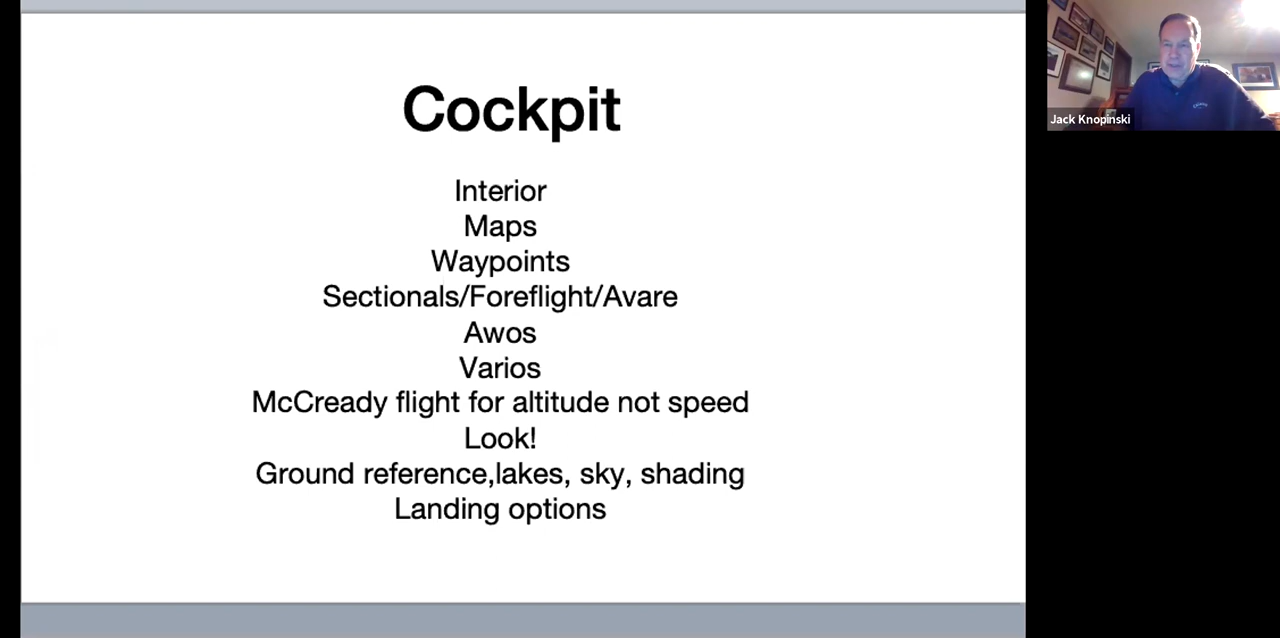 Cockpit
Interior
Maps
Waypoints
Sectionals/Foreflight/Avare
Awos
Varios
McCready flight for altitude not speed
Look!
Ground reference,lakes, sky, shading
Landing options
Jack Knopinski